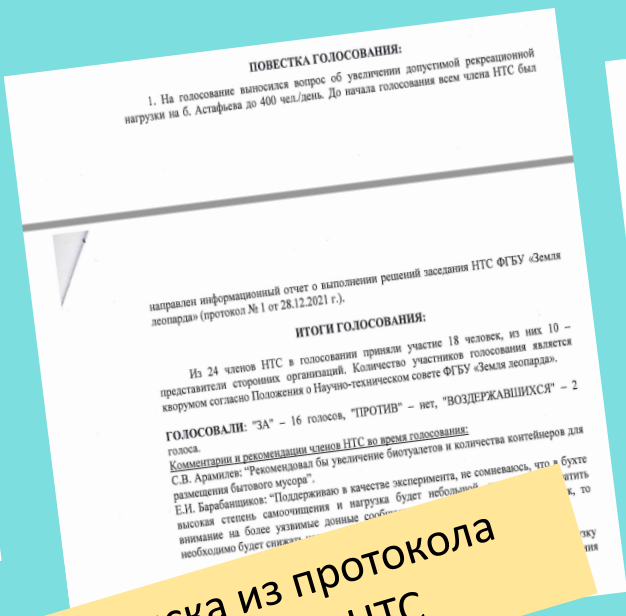 ПОВЕСТКА ГОЛОСОВАНИЯ:
1. На голосование выносился вопрос об увеличении допустимой рекреационной
нагрузки на б. Астафьева до 400 чел./день. До начала голосования всем члена НТС был
направлен информационный отчет о выполнении решений заседания НТС ФГБУ «Земля
леопарда» (протокол № 1 от 28.12.2021 г.).
ИТОГИ ГОЛОСОВАНИЯ:
Из 24 членов НТС в голосовании приняли участие 18 человек, из них 10 –
представители сторонних организаций. Количество участников голосования является
кворумом согласно Положения о Научно-техническом совете ФГБУ «Земля леопарда».
ГОЛОСОВАЛИ: "ЗА" – 16 голосов, "ПРОТИВ" – нет, "ВОЗДЕРЖАВШИХСЯ" – 2
голоса.
Комментарии и рекомендации членов НТС во время голосования:
С.В. Арамилев: “Рекомендовал бы увеличение биотуалетов и количества контейнеров для
размещения бытового мусора”.
Е.И. Барабанщиков: “Поддерживаю в качестве эксперимента, не сомневаюсь, что в бухте
высокая степень самоочищения и нагрузка будет
внимание на более уязвимые донные
то
необходимо будет
из протокола
НТС